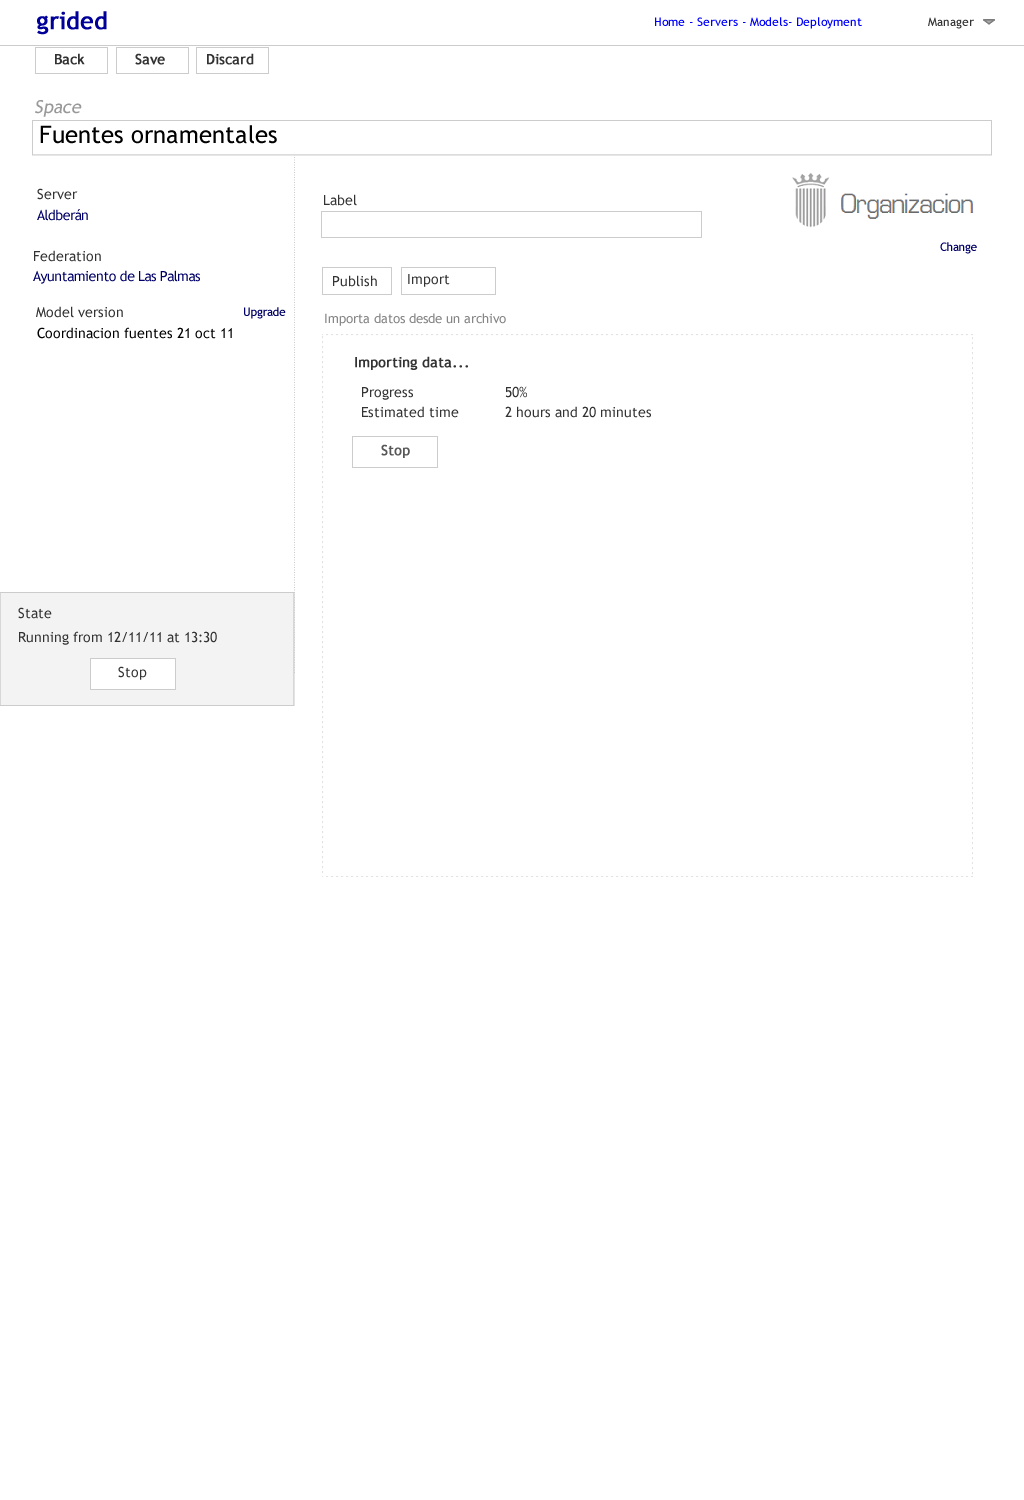 grided
Home - Servers - Models- Deployment
Manager
Back
Save
Discard
Space
Fuentes ornamentales
Server
Aldberán
Federation
Ayuntamiento de Las Palmas
Model version
Upgrade
Coordinacion fuentes 21 oct 11
State
Running from 12/11/11 at 13:30
Stop
Label
Organizacion
Change
Publish
Import
Importa datos desde un archivo
Importing data...
Progress 50%
Estimated time 2 hours and 20 minutes
Stop